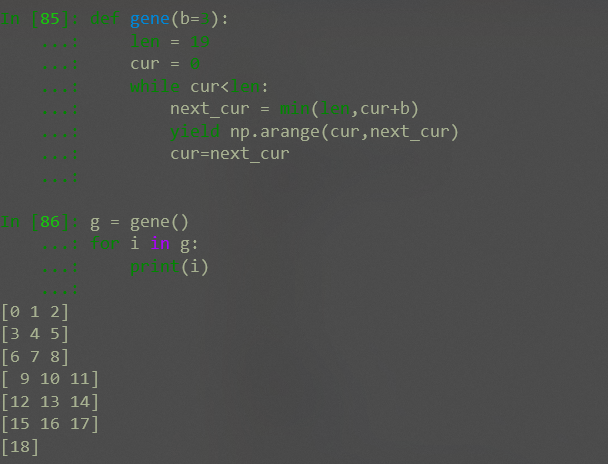 In [85]: def gene(b=3):
    ...:     len = 19
    ...:     cur = 0
    ...:     while cur<len:
    ...:         next_cur = min(len,cur+b)
    ...:         yield np.arange(cur,next_cur)
    ...:         cur=next_cur
    ...:
In [86]: g = gene()
    ...: for i in g:
    ...:     print(i)
    ...:
[0 1 2]
[3 4 5]
[6 7 8]
[ 9 10 11]
[12 13 14]
[15 16 17]
[18]